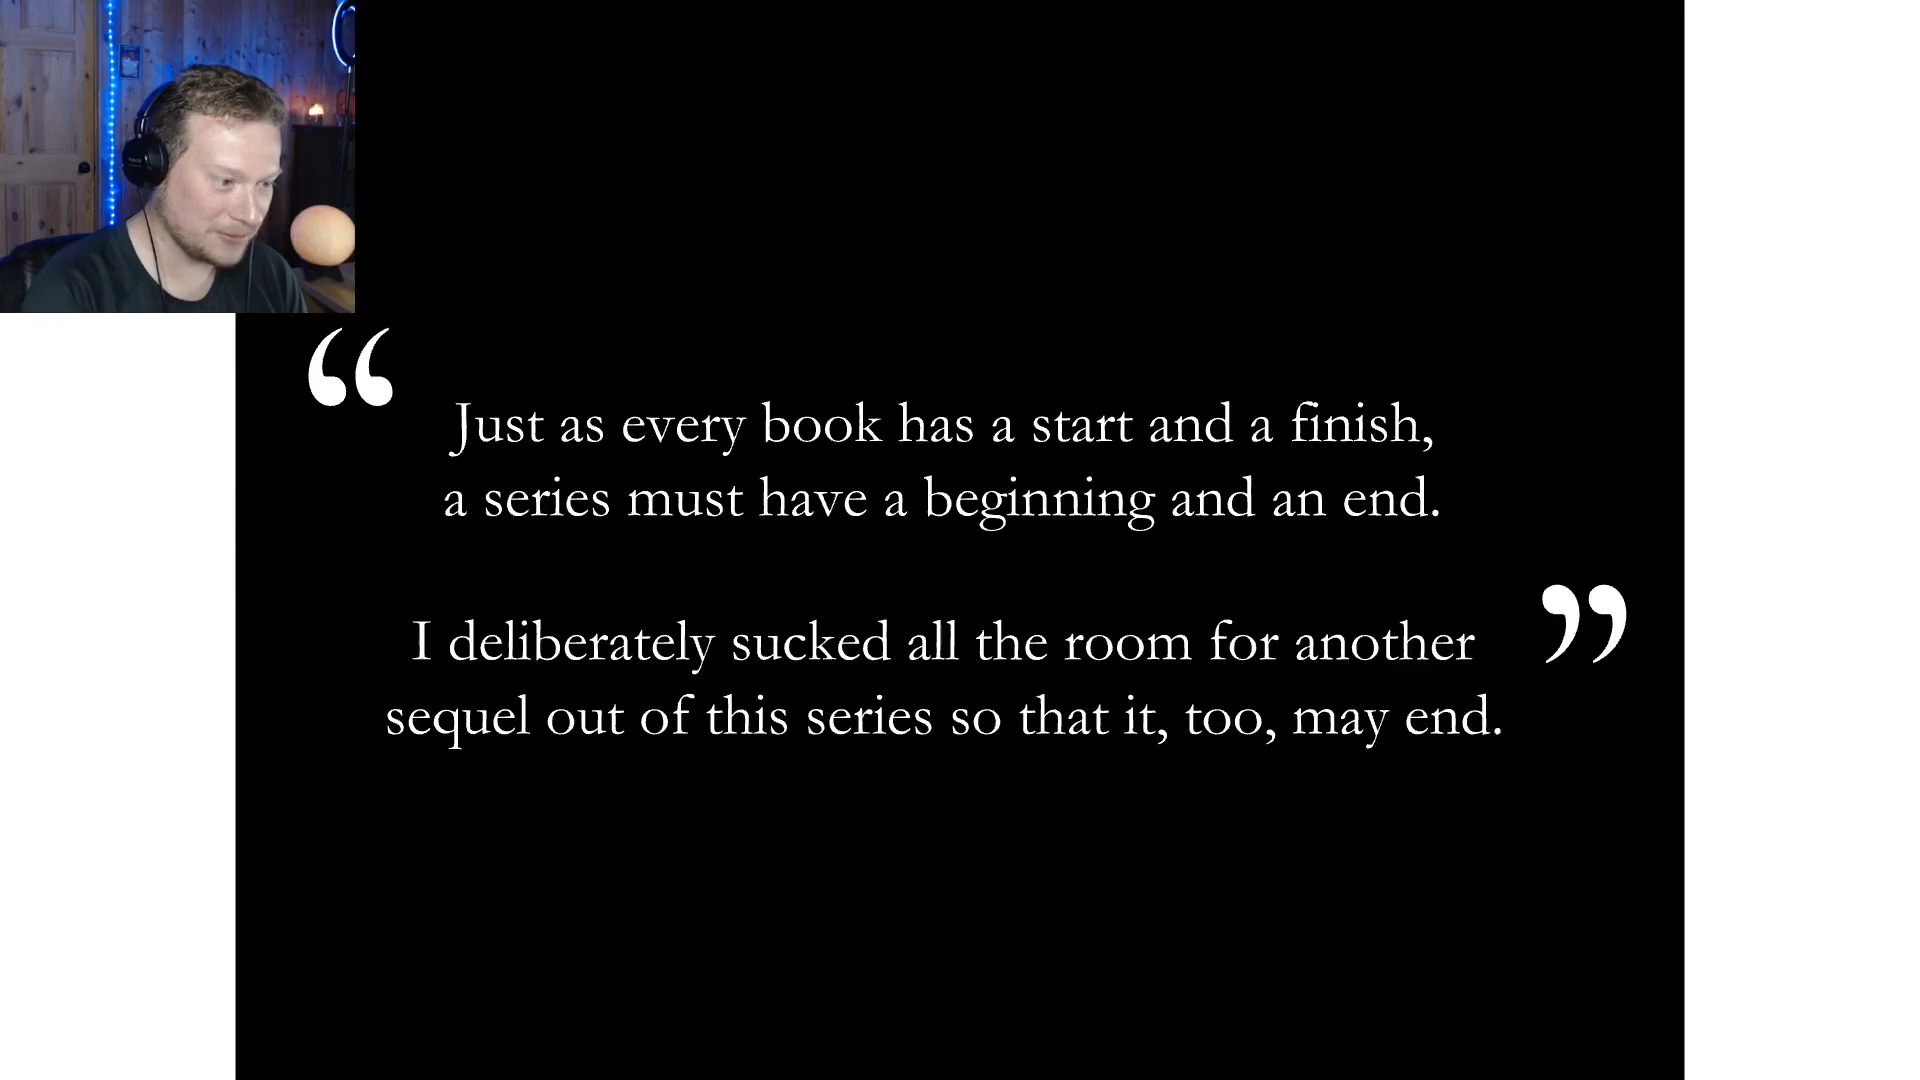 “
Just as every book has a start and a finish,
a series must have a beginning and an end.
I deliberately sucked all the room for another
sequel out of this series so that it, too, may end.
”